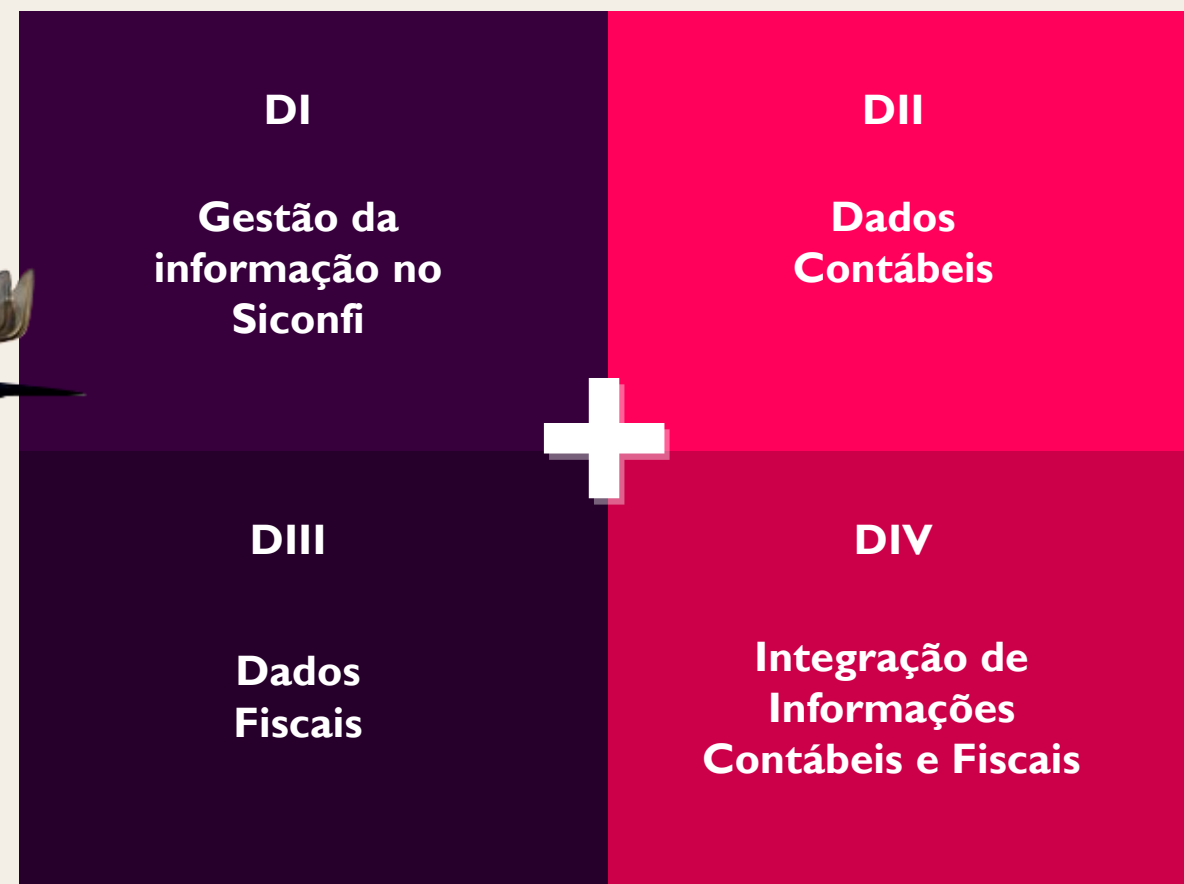 DI
Gestão da
informação no
Siconfi
DII
Dados
Contábeis
DIII
Dados
Fiscais
DIV
Integração de
Informações
Contábeis e Fiscais